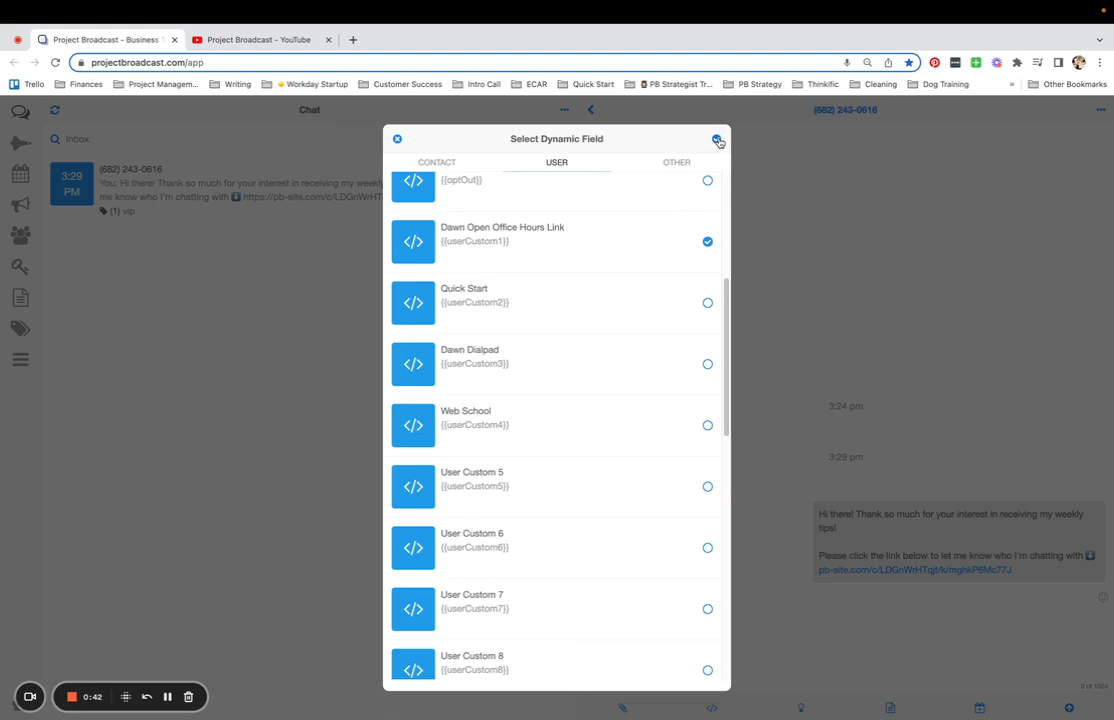 Project Broadcast - Business T
Project Broadcast - YouTube
projectbroadcast.com/app
Trello
Finances
Project Managem...
Writing
Workday Startup
Customer Success
Intro Call
ECAR
Quick Start
PB Strategist Tr...
PB Strategy
Thinkific
Cleaning
Dog Training
»
Other Bookmarks
Chat
(682) 243-0616
Inbox
3:29
PM
(682) 243-0616
You: Hi there! Thank so much for your interest in receiving my weekly
me know who I'm chatting with ⬇️ https://pb-site.com/c/LDGnWrHT
(1) vip
Select Dynamic Field
CONTACT
USER
OTHER
</> {{optOut}}
</> Dawn Open Office Hours Link
{{userCustom1}}
</> Quick Start
{{userCustom2}}
</> Dawn Dialpad
{{userCustom3}}
</> Web School
{{userCustom4}}
</> User Custom 5
{{userCustom5}}
</> User Custom 6
{{userCustom6}}
</> User Custom 7
{{userCustom7}}
</> User Custom 8
{{userCustom8}}
3:24 pm
3:29 pm
Hi there! Thank so much for your interest in receiving my weekly
tips!
Please click the link below to let me know who I'm chatting with ⬇️
pb-site.com/c/LDGnWrHTqjt/k/mghkP6Mc77J
0 of 1024
</>
0:42